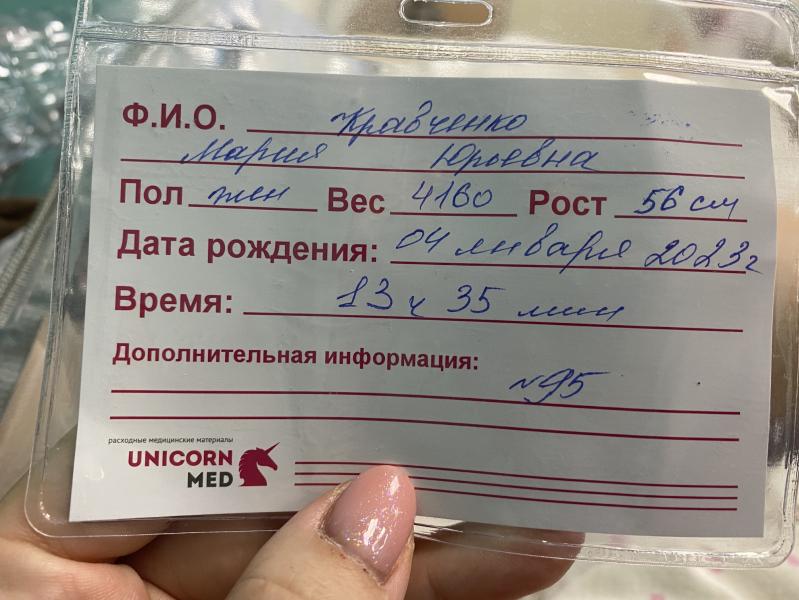 Ф.И.О. Кравченко
Мария Юрьевна
Пол жен Вес 4160 Рост 56 см
Дата рождения: 04 января 2023г
Время: 13 ч 35 мин
Дополнительная информация:
№95
расходные медицинские материалы
UNICORN
MED